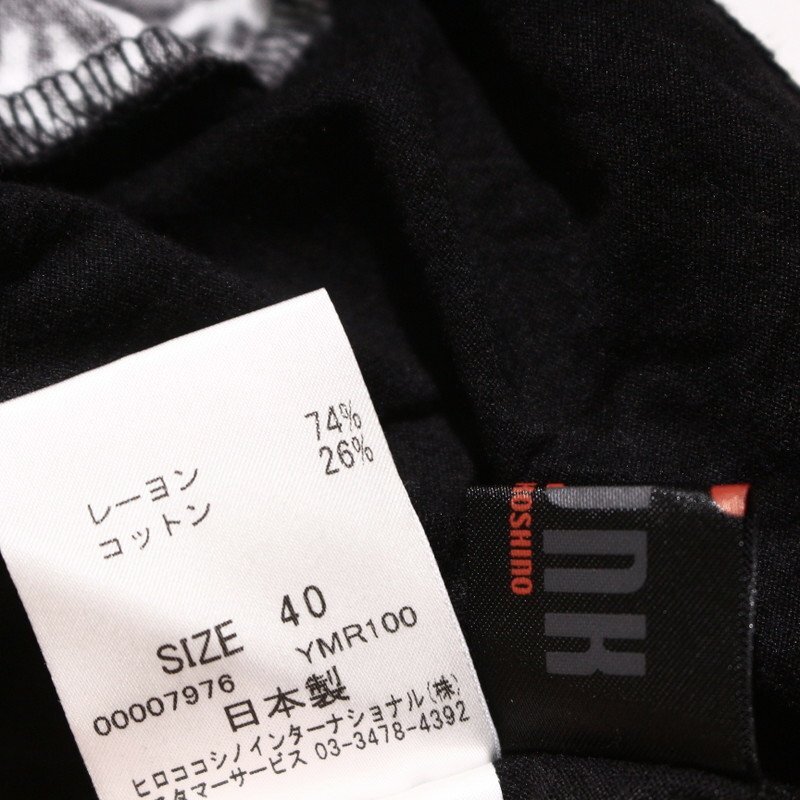 74%
26%
レーヨン
コットン
SIZE 40
00007976 YMR100
日本製
ヒロココシノインターナショナル(株)
スタマーサービス 03-3478-4392
KOSHINO